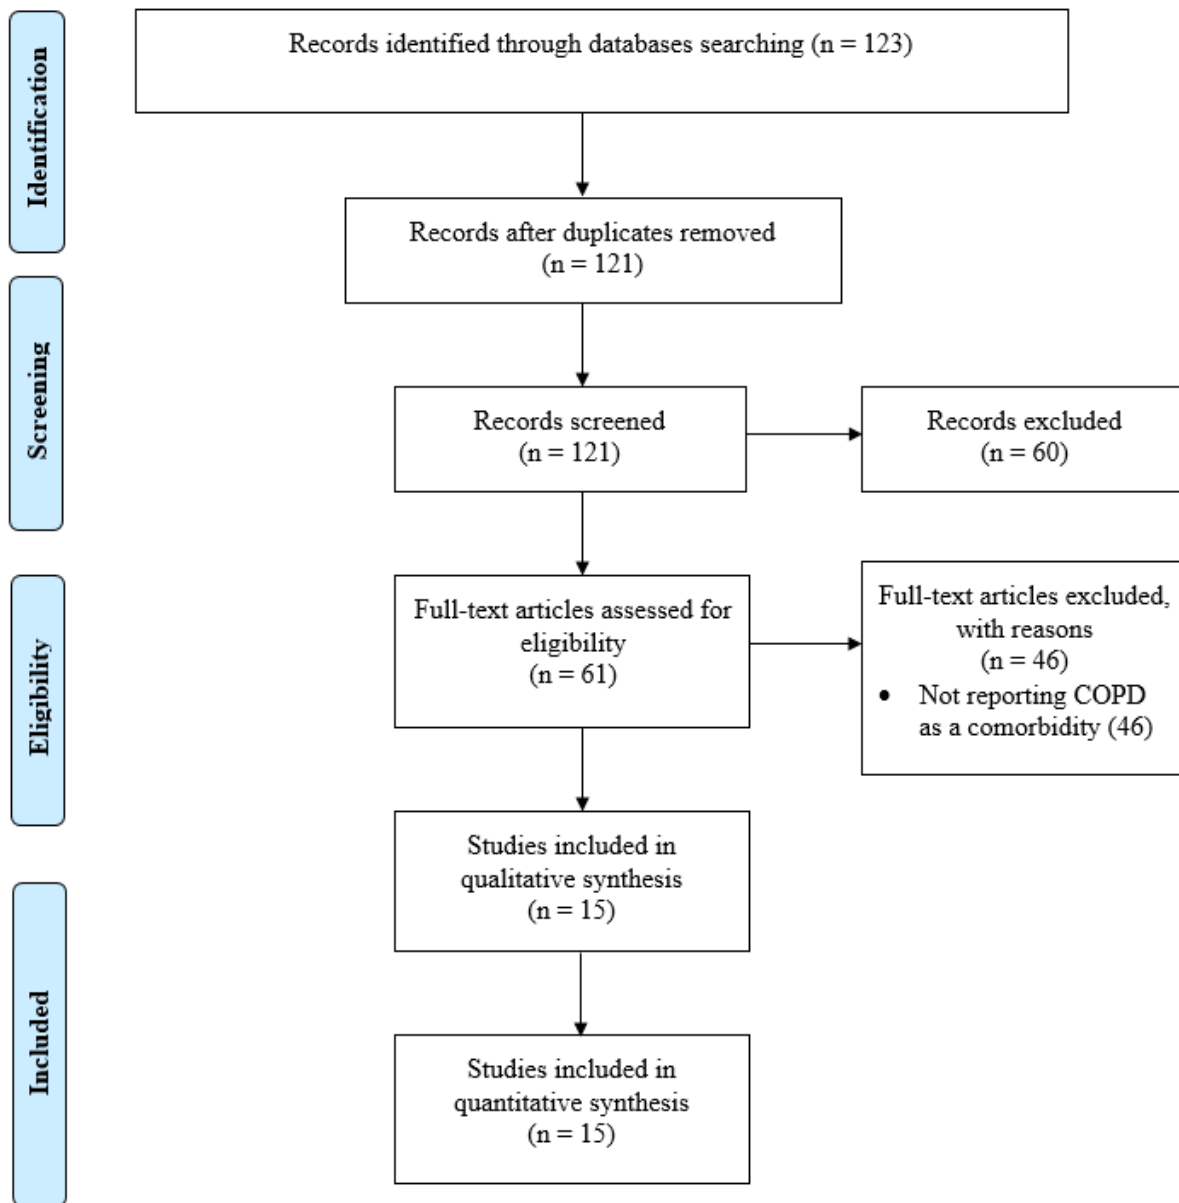 Identification
Records identified through databases searching (n = 123)
Records after duplicates removed
(n = 121)
Screening
Records screened
(n = 121)
Records excluded
(n = 60)
Eligibility
Full-text articles assessed for
eligibility
(n = 61)
Full-text articles excluded,
with reasons
(n = 46)
• Not reporting COPD
as a comorbidity (46)
Studies included in
qualitative synthesis
(n = 15)
Included
Studies included in
quantitative synthesis
(n = 15)